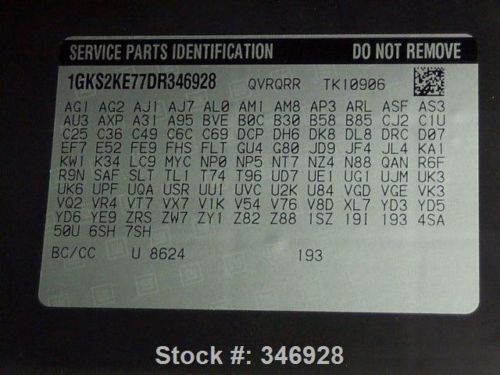 SERVICE PARTS IDENTIFICATION DO NOT REMOVE
1GKS2KE77DR346928 QVRQRR TK10906
AG1 AG2 AJ1 AJ7 AL0 AM1 AM8 AP3 ARL ASF AS3
AU3 AXP A31 A95 BVE B0C B30 B58 B85 CJ2 C1U
C25 C36 C49 C6C C69 DCP DH6 DK8 DL8 DRC D07
EF7 E52 FE9 FHS FLT GU4 G80 JD9 JF4 JL4 KA1
KW1 K34 LC9 MYC NP0 NP5 NT7 NZ4 N88 QAN R6F
R9N SAF SLT TL1 T74 T96 UD7 UE1 UG1 UJM UK3
UK6 UPF UQA USR UUI UVC U2K U84 VGD VGE VK3
VQ2 VR4 VT7 VX7 V1K V54 V76 V8D XL7 YD3 YD5
YD6 YE9 ZRS ZW7 ZY1 Z82 Z88 1SZ 19I 193 4SA
50U 6SH 7SH
BC/CC U 8624 193
Stock #: 346928